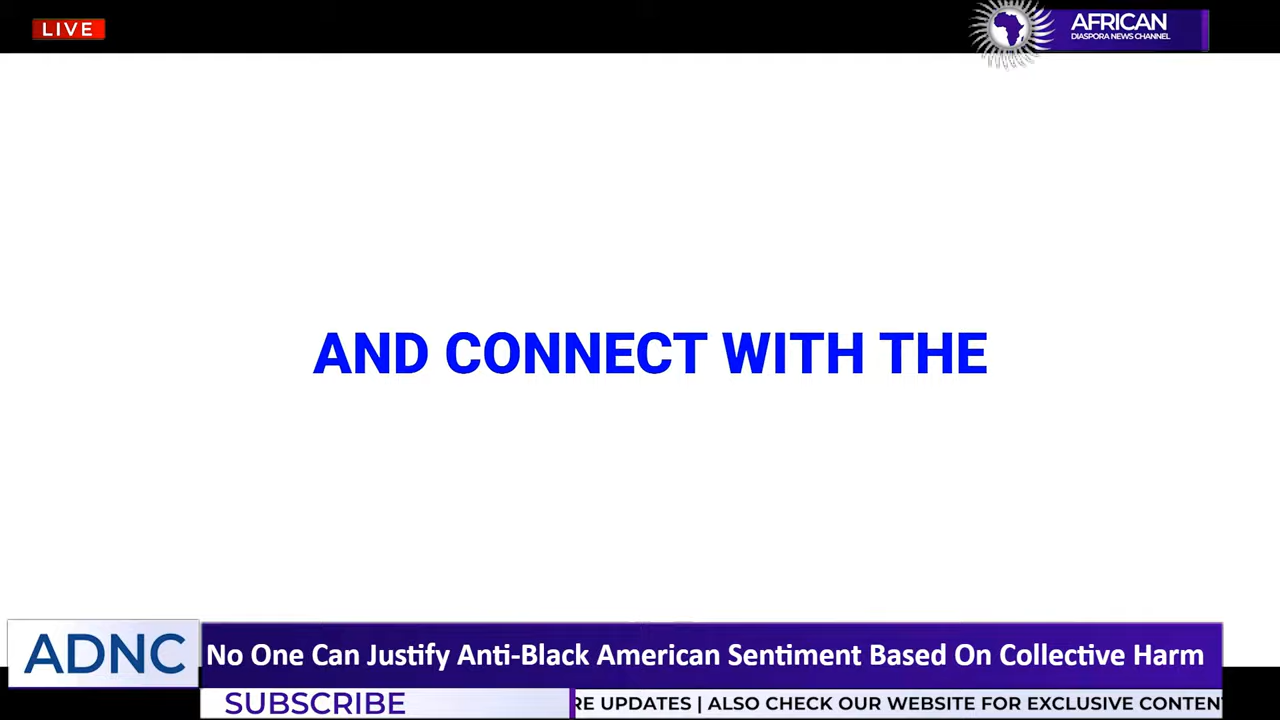 LIVE
AFRICAN
DIASPORA NEWS CHANNEL
AND CONNECT WITH THE
ADNC
No One Can Justify Anti-Black American Sentiment Based On Collective Harm
SUBSCRIBE
RE UPDATES | ALSO CHECK OUR WEBSITE FOR EXCLUSIVE CONTEN